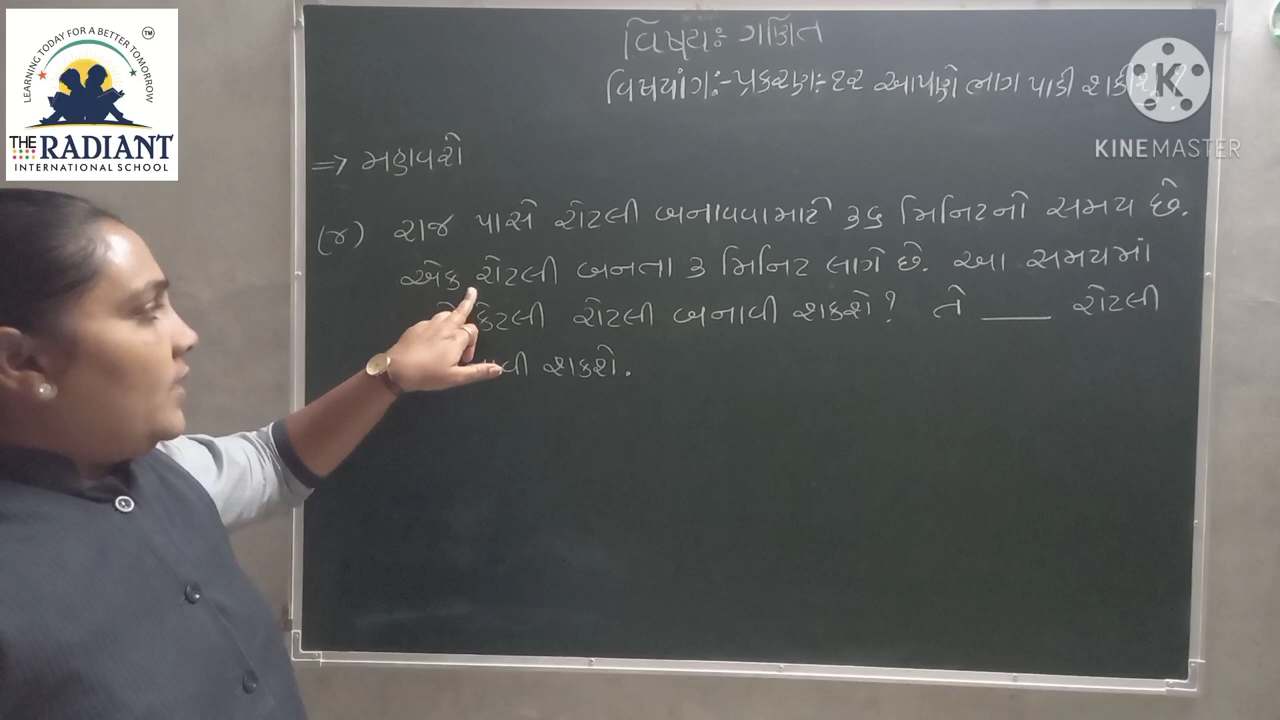 LEARNING TODAY FOR A BETTER TOMORROW
TM
THE RADIANT
INTERNATIONAL SCHOOL
વિષયઃ ગણિત
વિષયાંગઃ- પ્રકરણઃ- ૧૨ આપણે ભાગ પાડી
K
KINEMASTER
⇒ મહાવરો
(૪) રાજ પાસે રોટલી બનાવવા માટે ૩૬ મિનિટનો સમય છે.
એક રોટલી બનતા ૩ મિનિટ લાગે છે. આ સમયમાં
કેટલી રોટલી બનાવી શકશે? તો ____ રોટલી
શકશે.